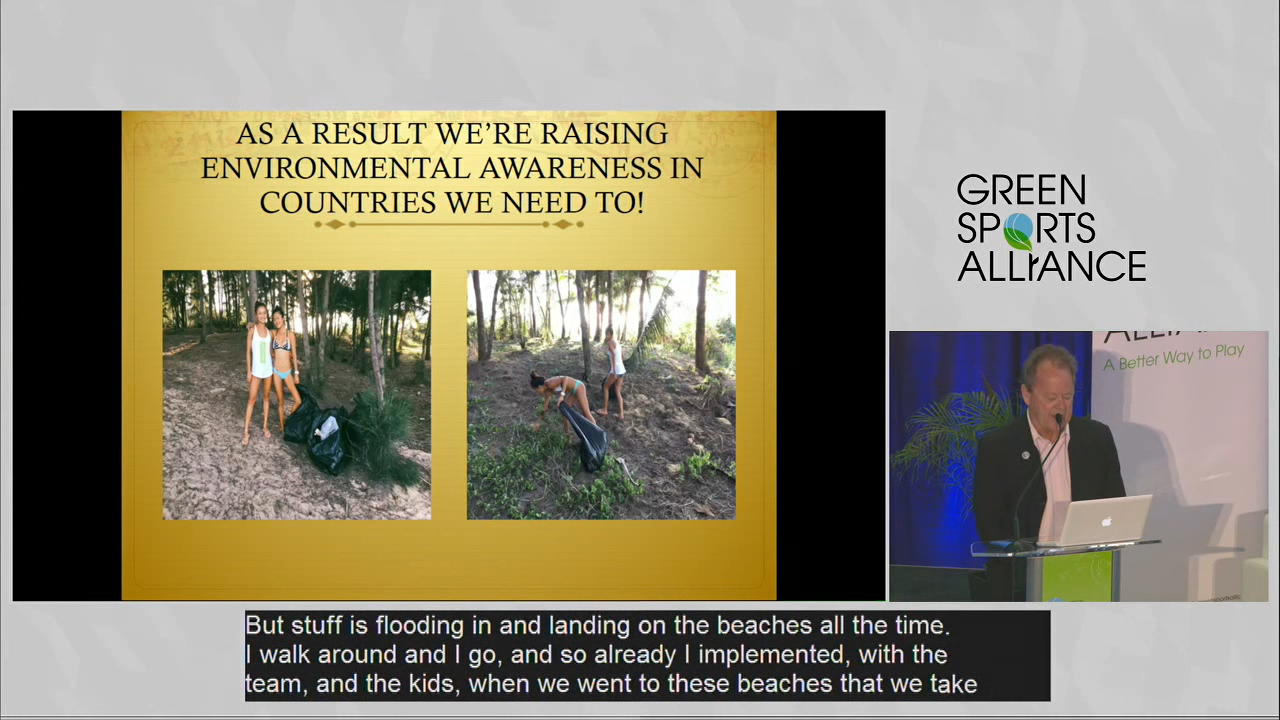 AS A RESULT WE'RE RAISING
ENVIRONMENTAL AWARENESS IN
COUNTRIES WE NEED TO!
GREEN
SPORTS
ALLIANCE
A Better Way to Play
But stuff is flooding in and landing on the beaches all the time.
I walk around and I go, and so already I implemented, with the
team, and the kids, when we went to these beaches that we take